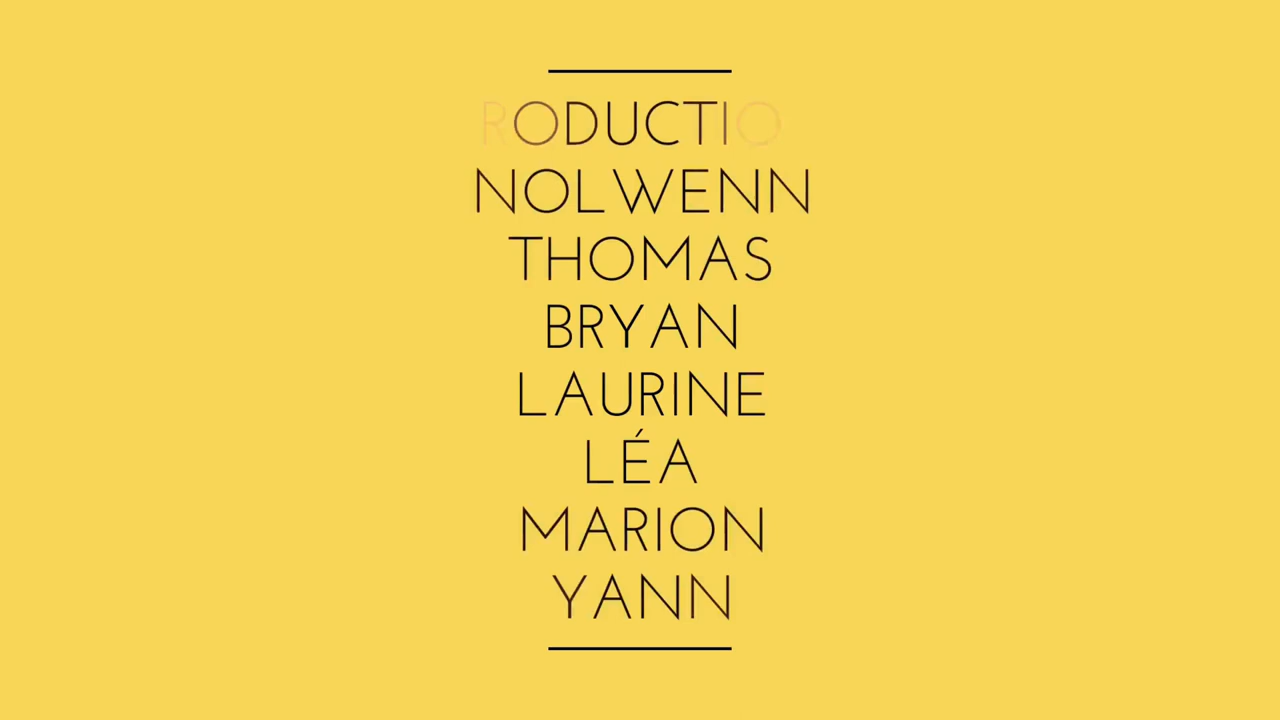 RODUCTIO
NOLWENN
THOMAS
BRYAN
LAURINE
LÉA
MARION
YANN